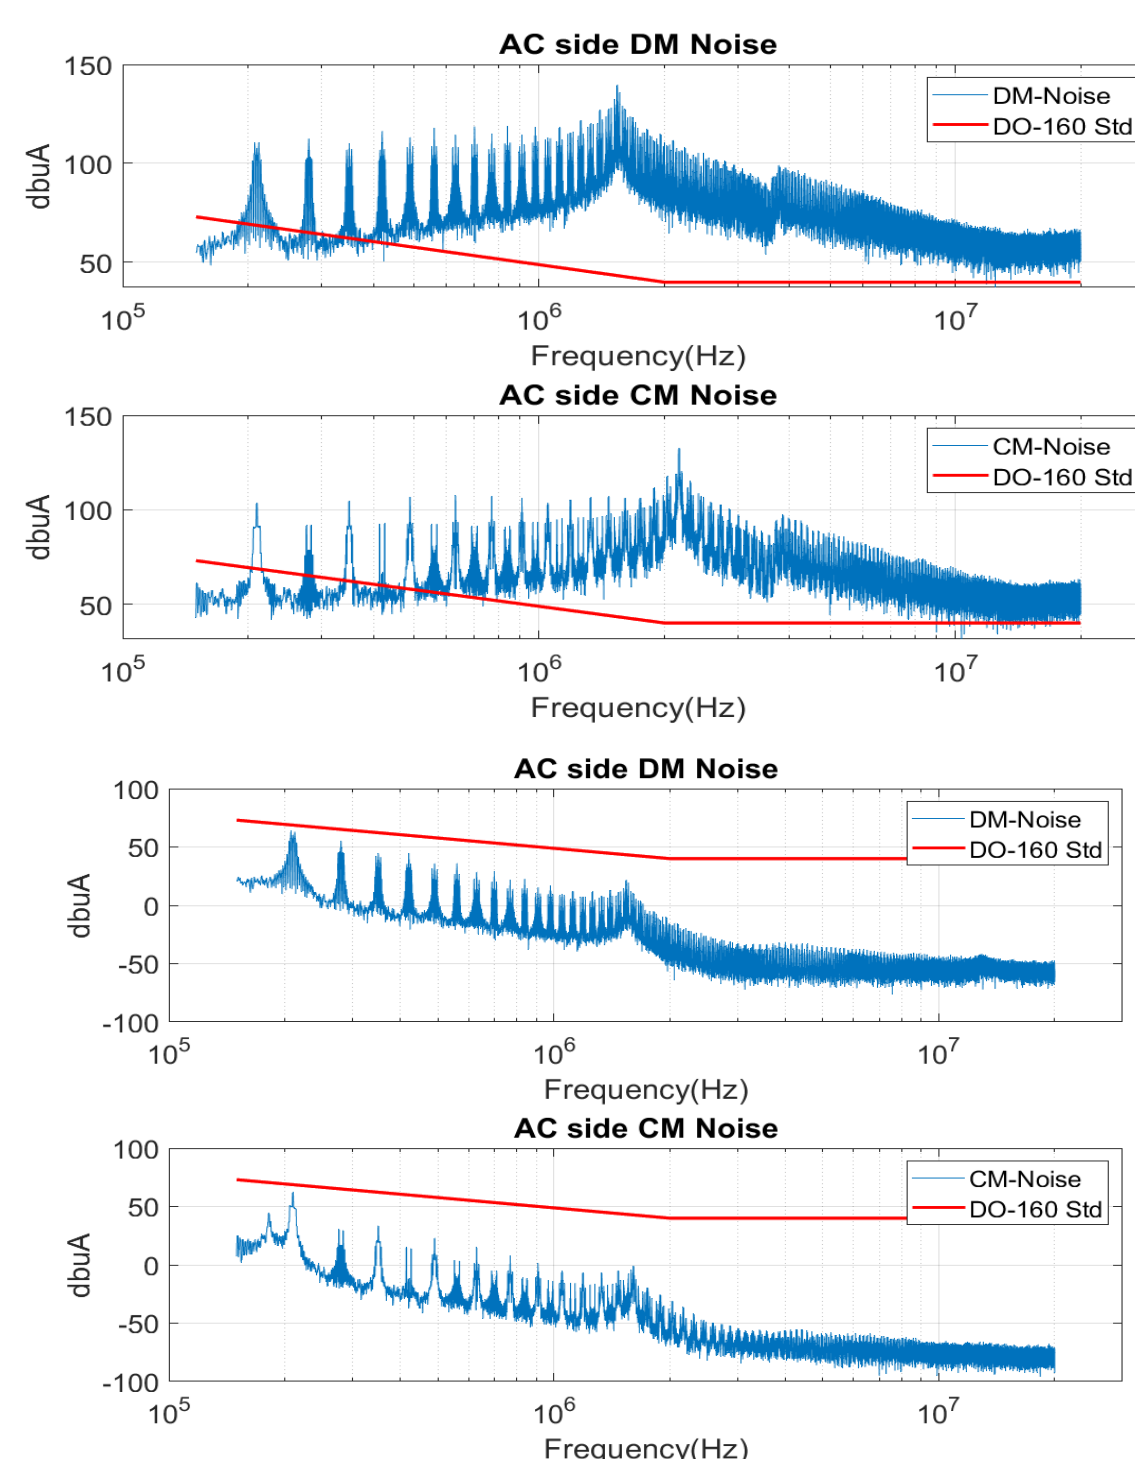 AC side DM Noise
150
100
50
dbuA
DM-Noise
DO-160 Std
10^5
10^6
10^7
Frequency(Hz)
AC side CM Noise
150
100
50
dbuA
CM-Noise
DO-160 Std
10^5
10^6
10^7
Frequency(Hz)
AC side DM Noise
100
50
0
-50
-100
dbuA
DM-Noise
DO-160 Std
10^5
10^6
10^7
Frequency(Hz)
AC side CM Noise
100
50
0
-50
-100
dbuA
CM-Noise
DO-160 Std
10^5
10^6
10^7
Frequency(Hz)